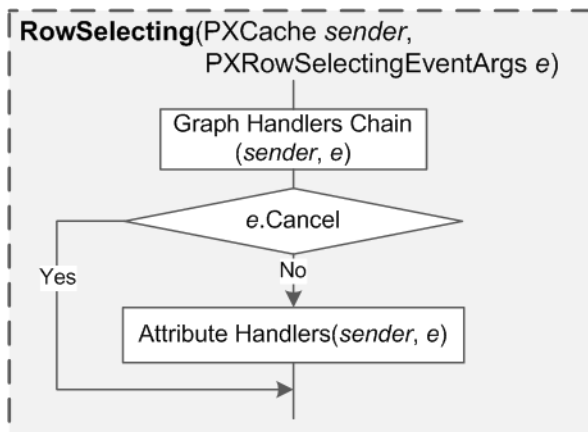 RowSelecting(PXCache sender,
PXRowSelectingEventArgs e)
Graph Handlers Chain
(sender, e)
e.Cancel
Yes
No
Attribute Handlers(sender, e)